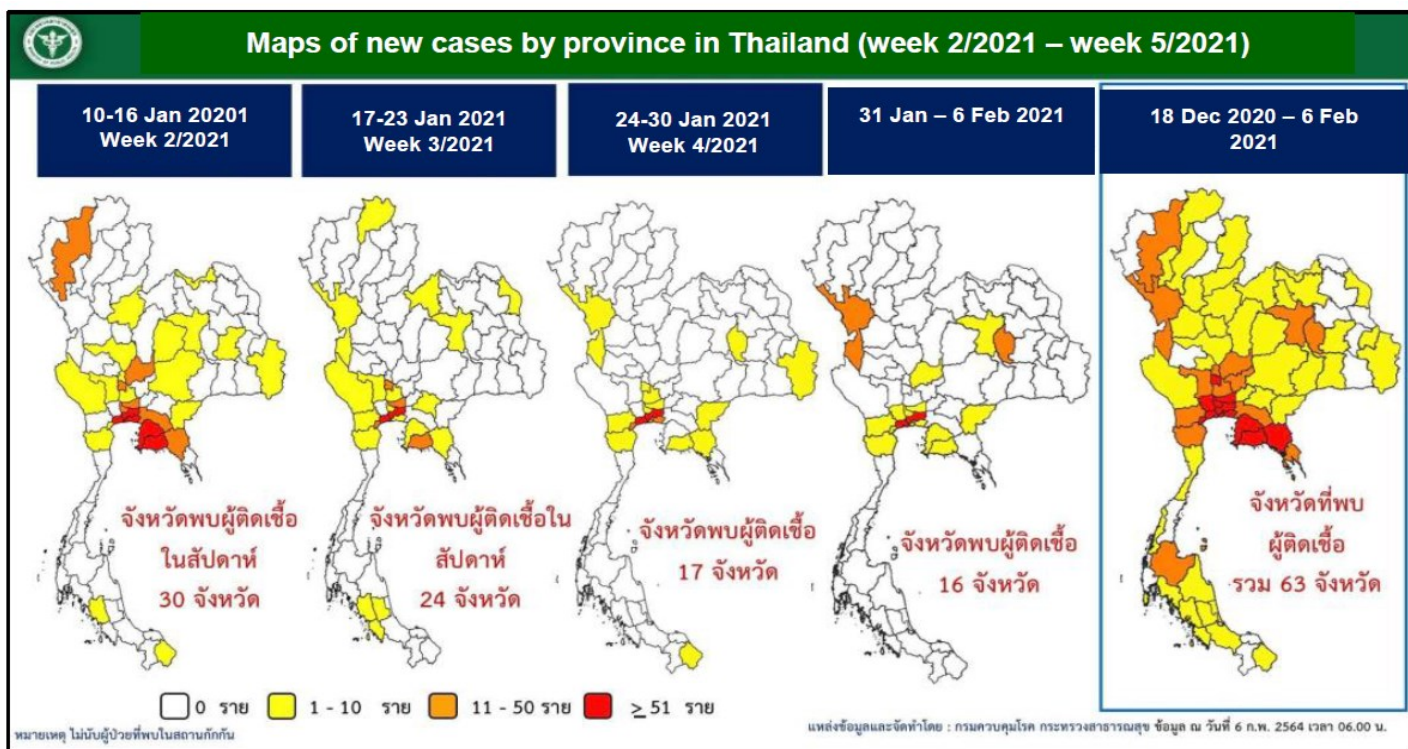 Maps of new cases by province in Thailand (week 2/2021 – week 5/2021)
10-16 Jan 20201
Week 2/2021
17-23 Jan 2021
Week 3/2021
24-30 Jan 2021
Week 4/2021
31 Jan – 6 Feb 2021
18 Dec 2020 – 6 Feb
2021
จังหวัดพบผู้ติดเชื้อ
ในสัปดาห์
30 จังหวัด
จังหวัดพบผู้ติดเชื้อใน
สัปดาห์
24 จังหวัด
จังหวัดพบผู้ติดเชื้อ
17 จังหวัด
จังหวัดพบผู้ติดเชื้อ
16 จังหวัด
จังหวัดที่พบ
ผู้ติดเชื้อ
รวม 63 จังหวัด
0 ราย 1 - 10 ราย 11 - 50 ราย ≥ 51 ราย
หมายเหตุ ไม่นับผู้ป่วยที่พบในสถานกักกัน
แหล่งข้อมูลและจัดทำโดย : กรมควบคุมโรค กระทรวงสาธารณสุข ข้อมูล ณ วันที่ 6 ก.พ. 2564 เวลา 06.00 น.